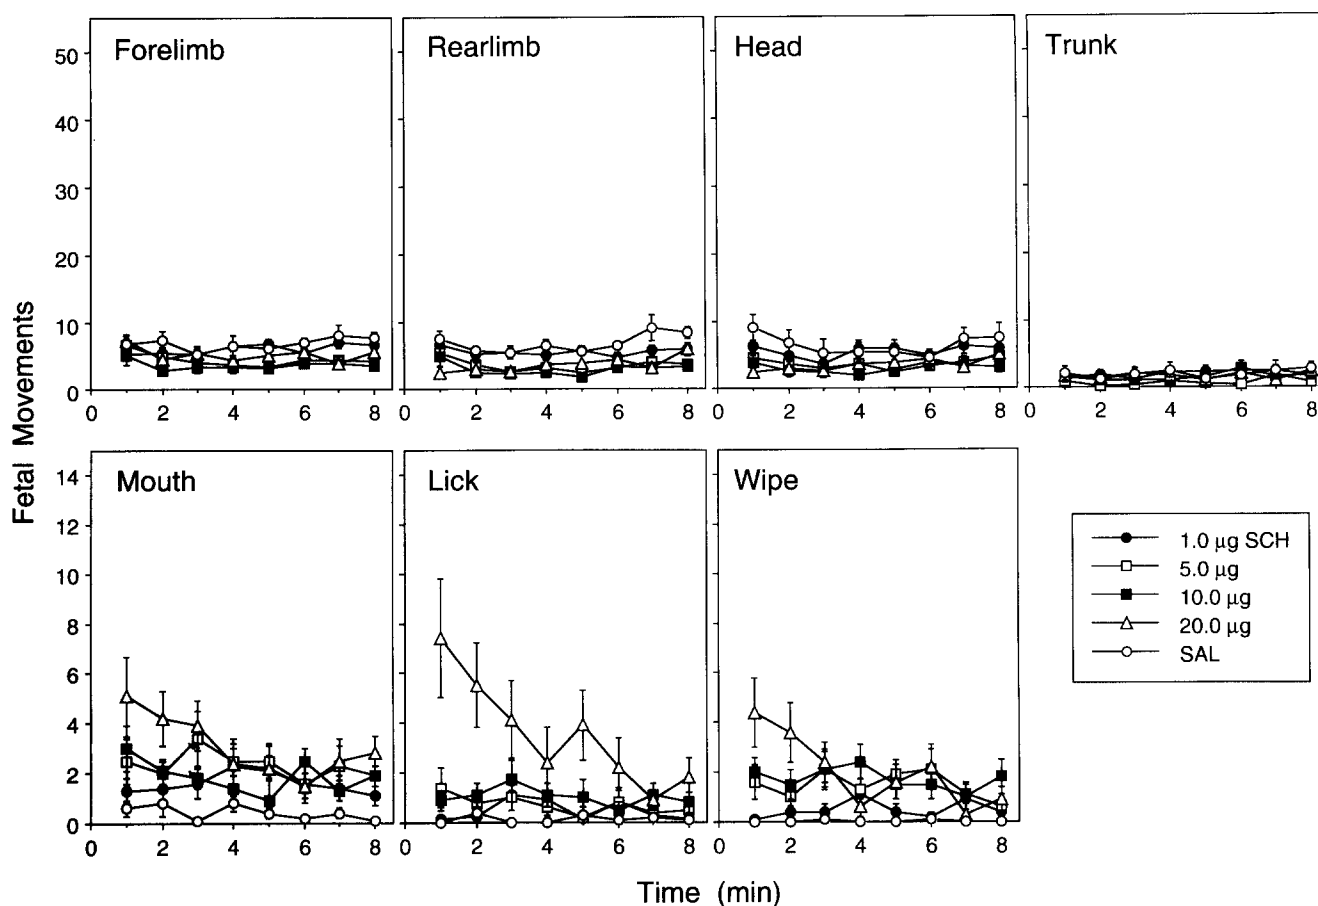 Forelimb
Rearlimb
Head
Trunk
50
40
30
20
10
0
0 2 4 6 8
0 2 4 6 8
0 2 4 6 8
0 2 4 6 8
Fetal Movements
Mouth
Lick
Wipe
14
12
10
8
6
4
2
0
0 2 4 6 8
0 2 4 6 8
0 2 4 6 8
1.0 µg SCH
5.0 µg
10.0 µg
20.0 µg
SAL
Time (min)